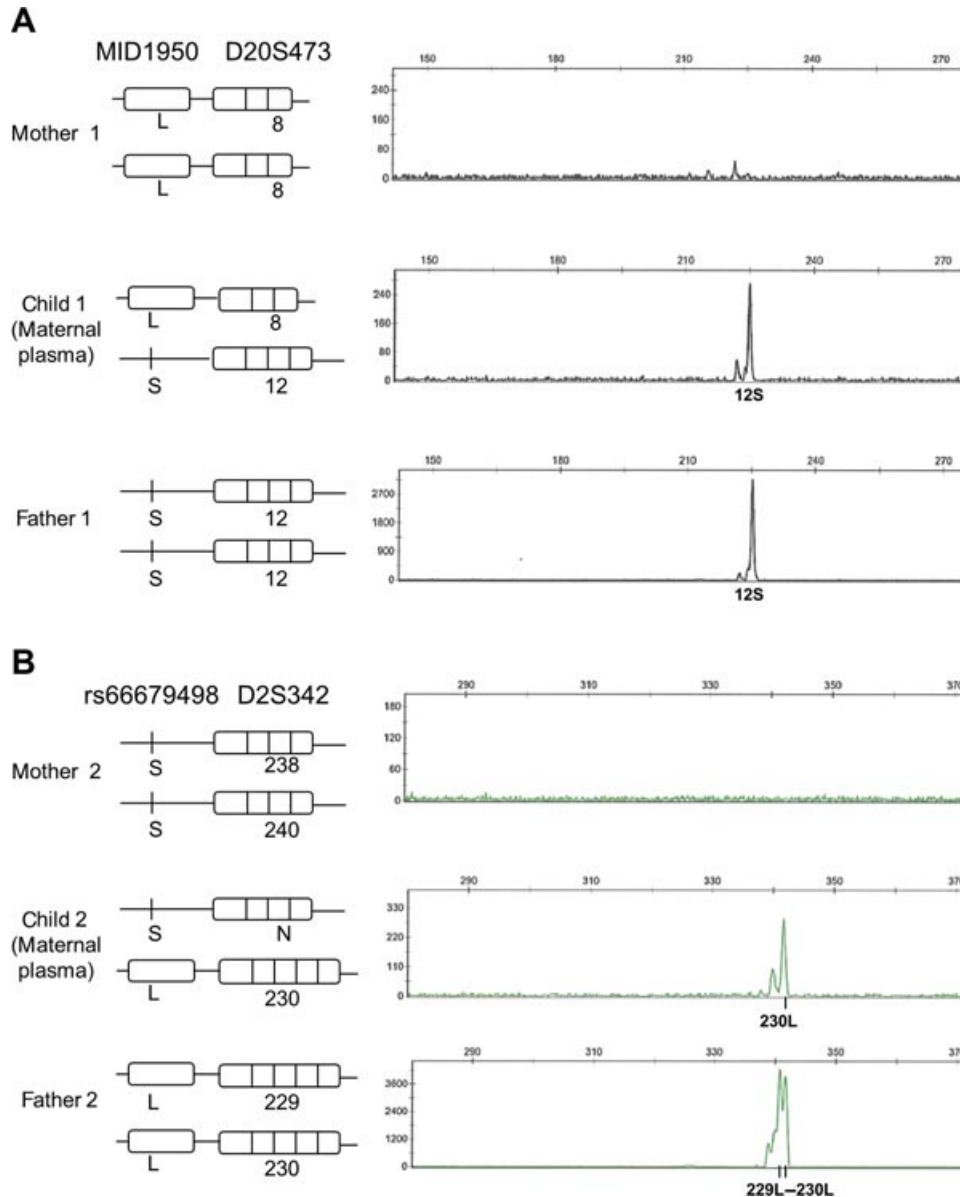 A
MID1950 D20S473
150 180 210 240 270
240
160
80
0
Mother 1
L 8
L 8
150 180 210 240 270
240
160
80
0
Child 1
(Maternal
plasma)
L 8
S 12
12S
150 180 210 240 270
2700
1800
900
0
Father 1
S 12
S 12
12S
B
rs66679498 D2S342
290 310 330 350 370
180
120
60
0
Mother 2
S 238
S 240
290 310 330 350 370
330
220
110
0
Child 2
(Maternal
plasma)
S N
L 230
230L
290 310 330 350 370
3600
2400
1200
0
Father 2
L 229
L 230
229L–230L